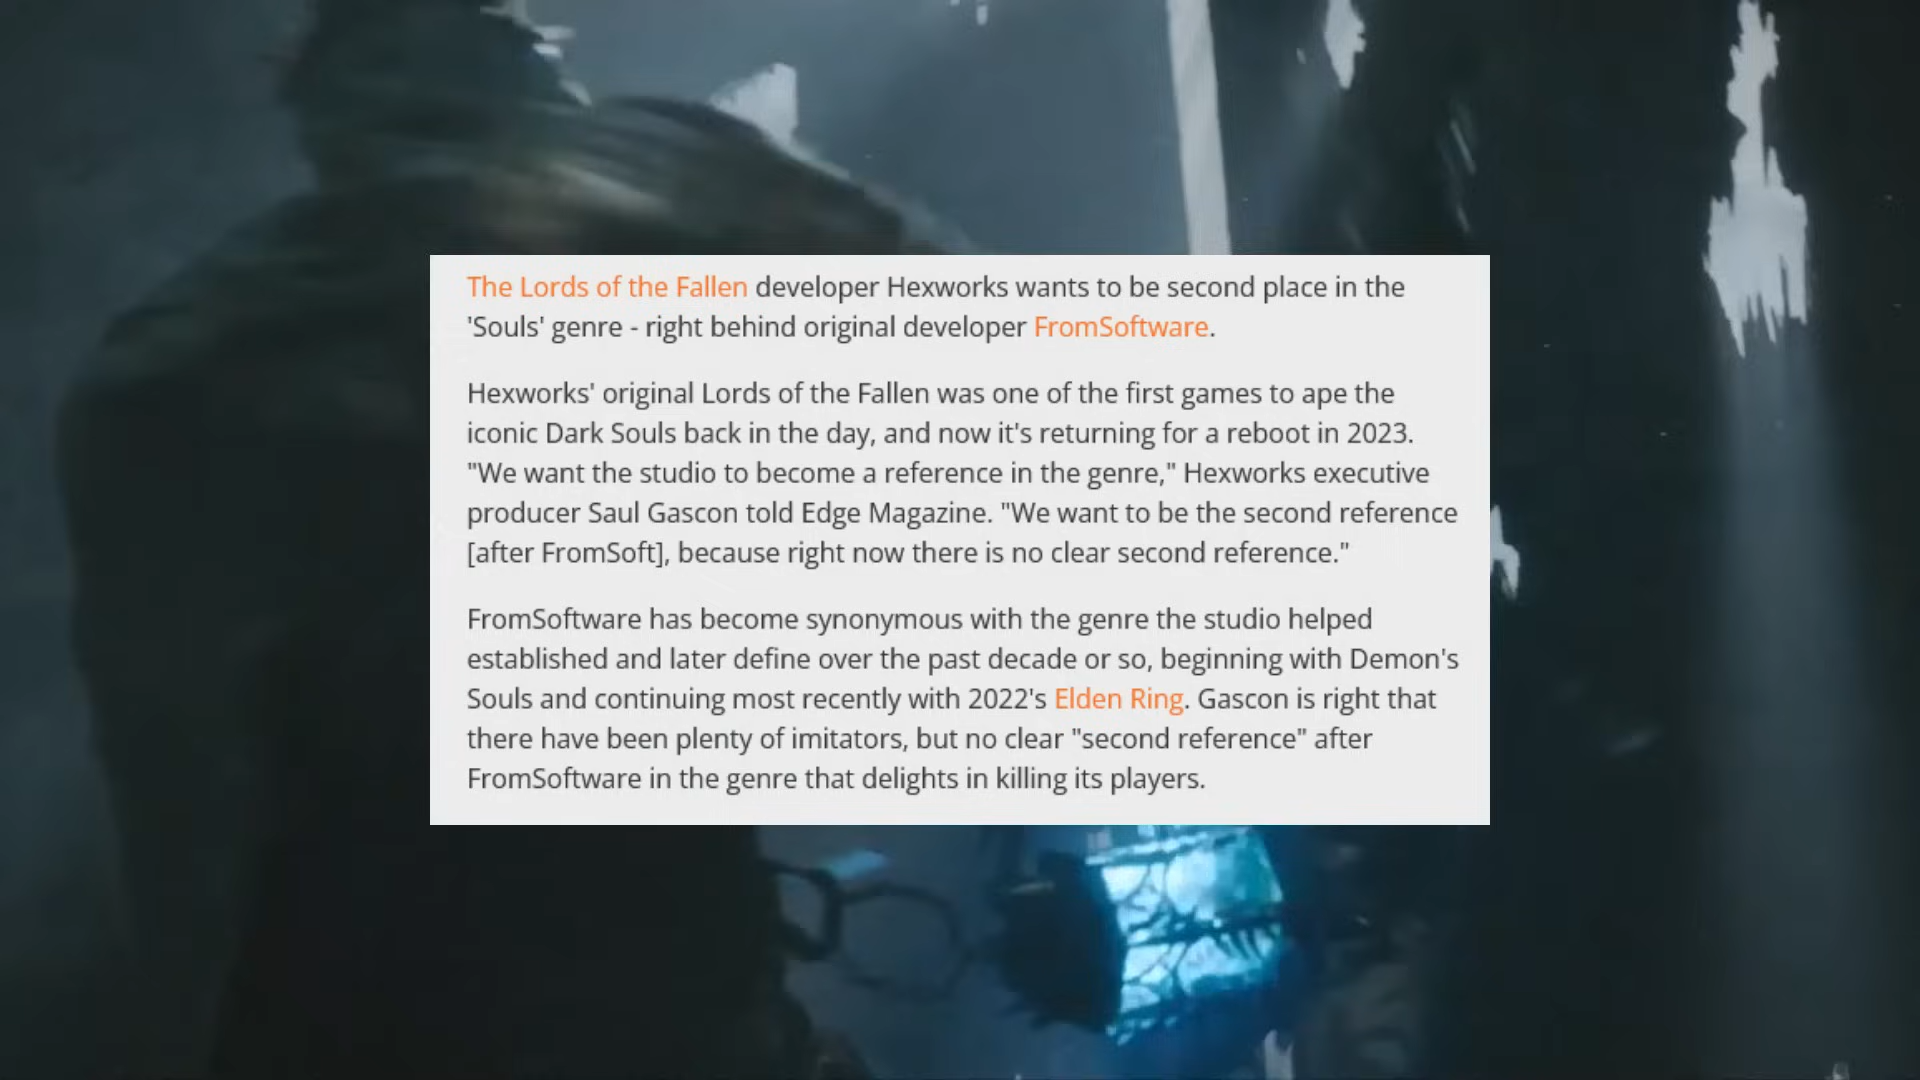 The Lords of the Fallen developer Hexworks wants to be second place in the
'Souls' genre - right behind original developer FromSoftware.
Hexworks' original Lords of the Fallen was one of the first games to ape the
iconic Dark Souls back in the day, and now it's returning for a reboot in 2023.
"We want the studio to become a reference in the genre," Hexworks executive
producer Saul Gascon told Edge Magazine. "We want to be the second reference
[after FromSoft], because right now there is no clear second reference."
FromSoftware has become synonymous with the genre the studio helped
established and later define over the past decade or so, beginning with Demon's
Souls and continuing most recently with 2022's Elden Ring. Gascon is right that
there have been plenty of imitators, but no clear "second reference" after
FromSoftware in the genre that delights in killing its players.